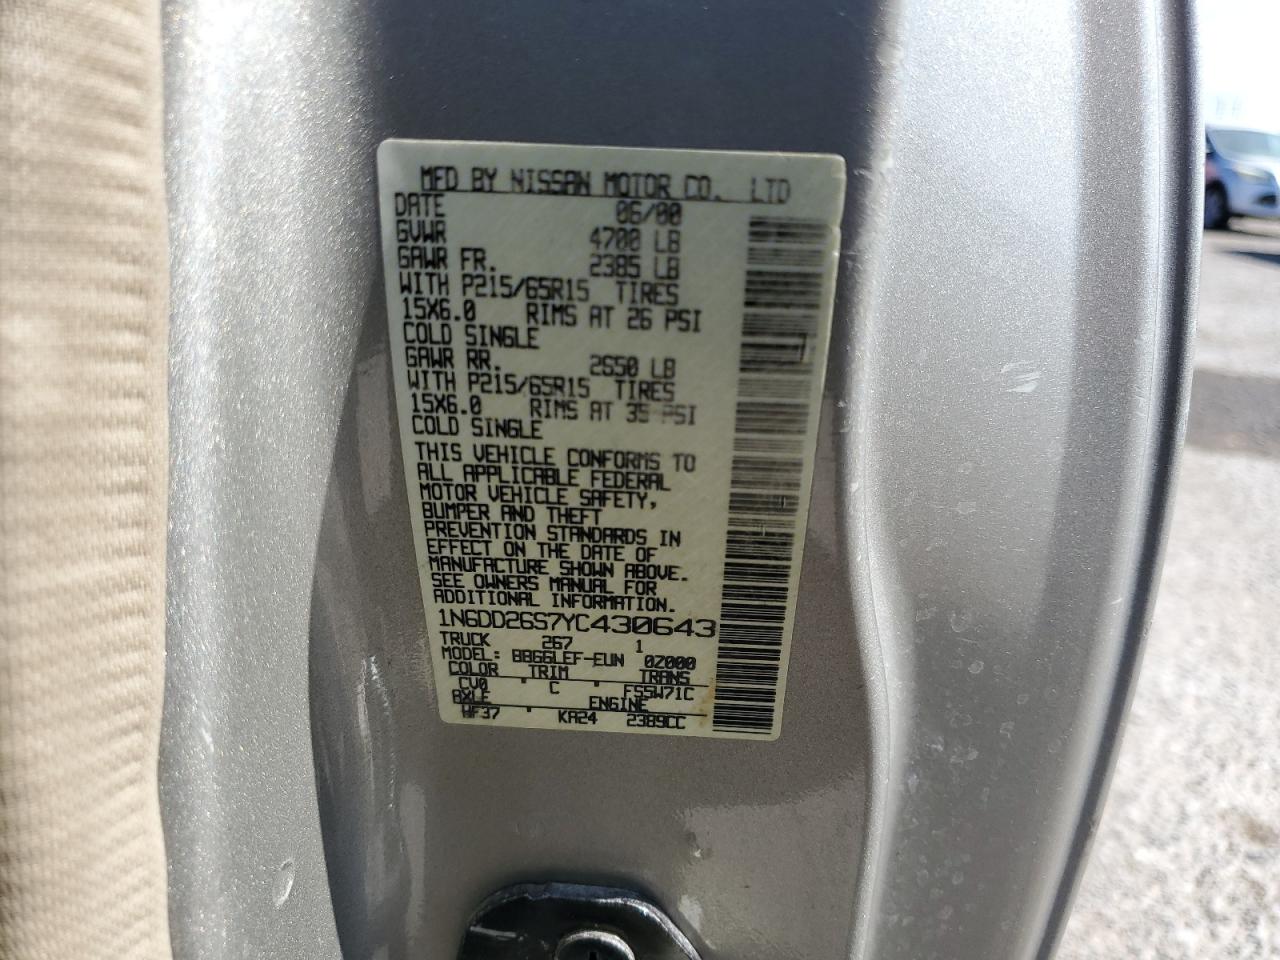 MFD BY NISSAN MOTOR CO., LTD
DATE 06/00
GVWR 4700 LB
GAWR FR. 2385 LB
WITH P215/65R15 TIRES
15X6.0 RIMS AT 26 PSI
COLD SINGLE
GAWR RR. 2550 LB
WITH P215/65R15 TIRES
15X6.0 RIMS AT 35 PSI
COLD SINGLE
THIS VEHICLE CONFORMS TO
ALL APPLICABLE FEDERAL
MOTOR VEHICLE SAFETY,
BUMPER AND THEFT
PREVENTION STANDARDS IN
EFFECT ON THE DATE OF
MANUFACTURE SHOWN ABOVE.
SEE OWNERS MANUAL FOR
ADDITIONAL INFORMATION.
1N6DD26S7YC430643
TRUCK 267 1
MODEL: BBG6LEF-EUN 0Z000
COLOR TRIM TRANS
CV0 C FS5W71C
AXLE ENGINE
HF37 KA24 2389CC